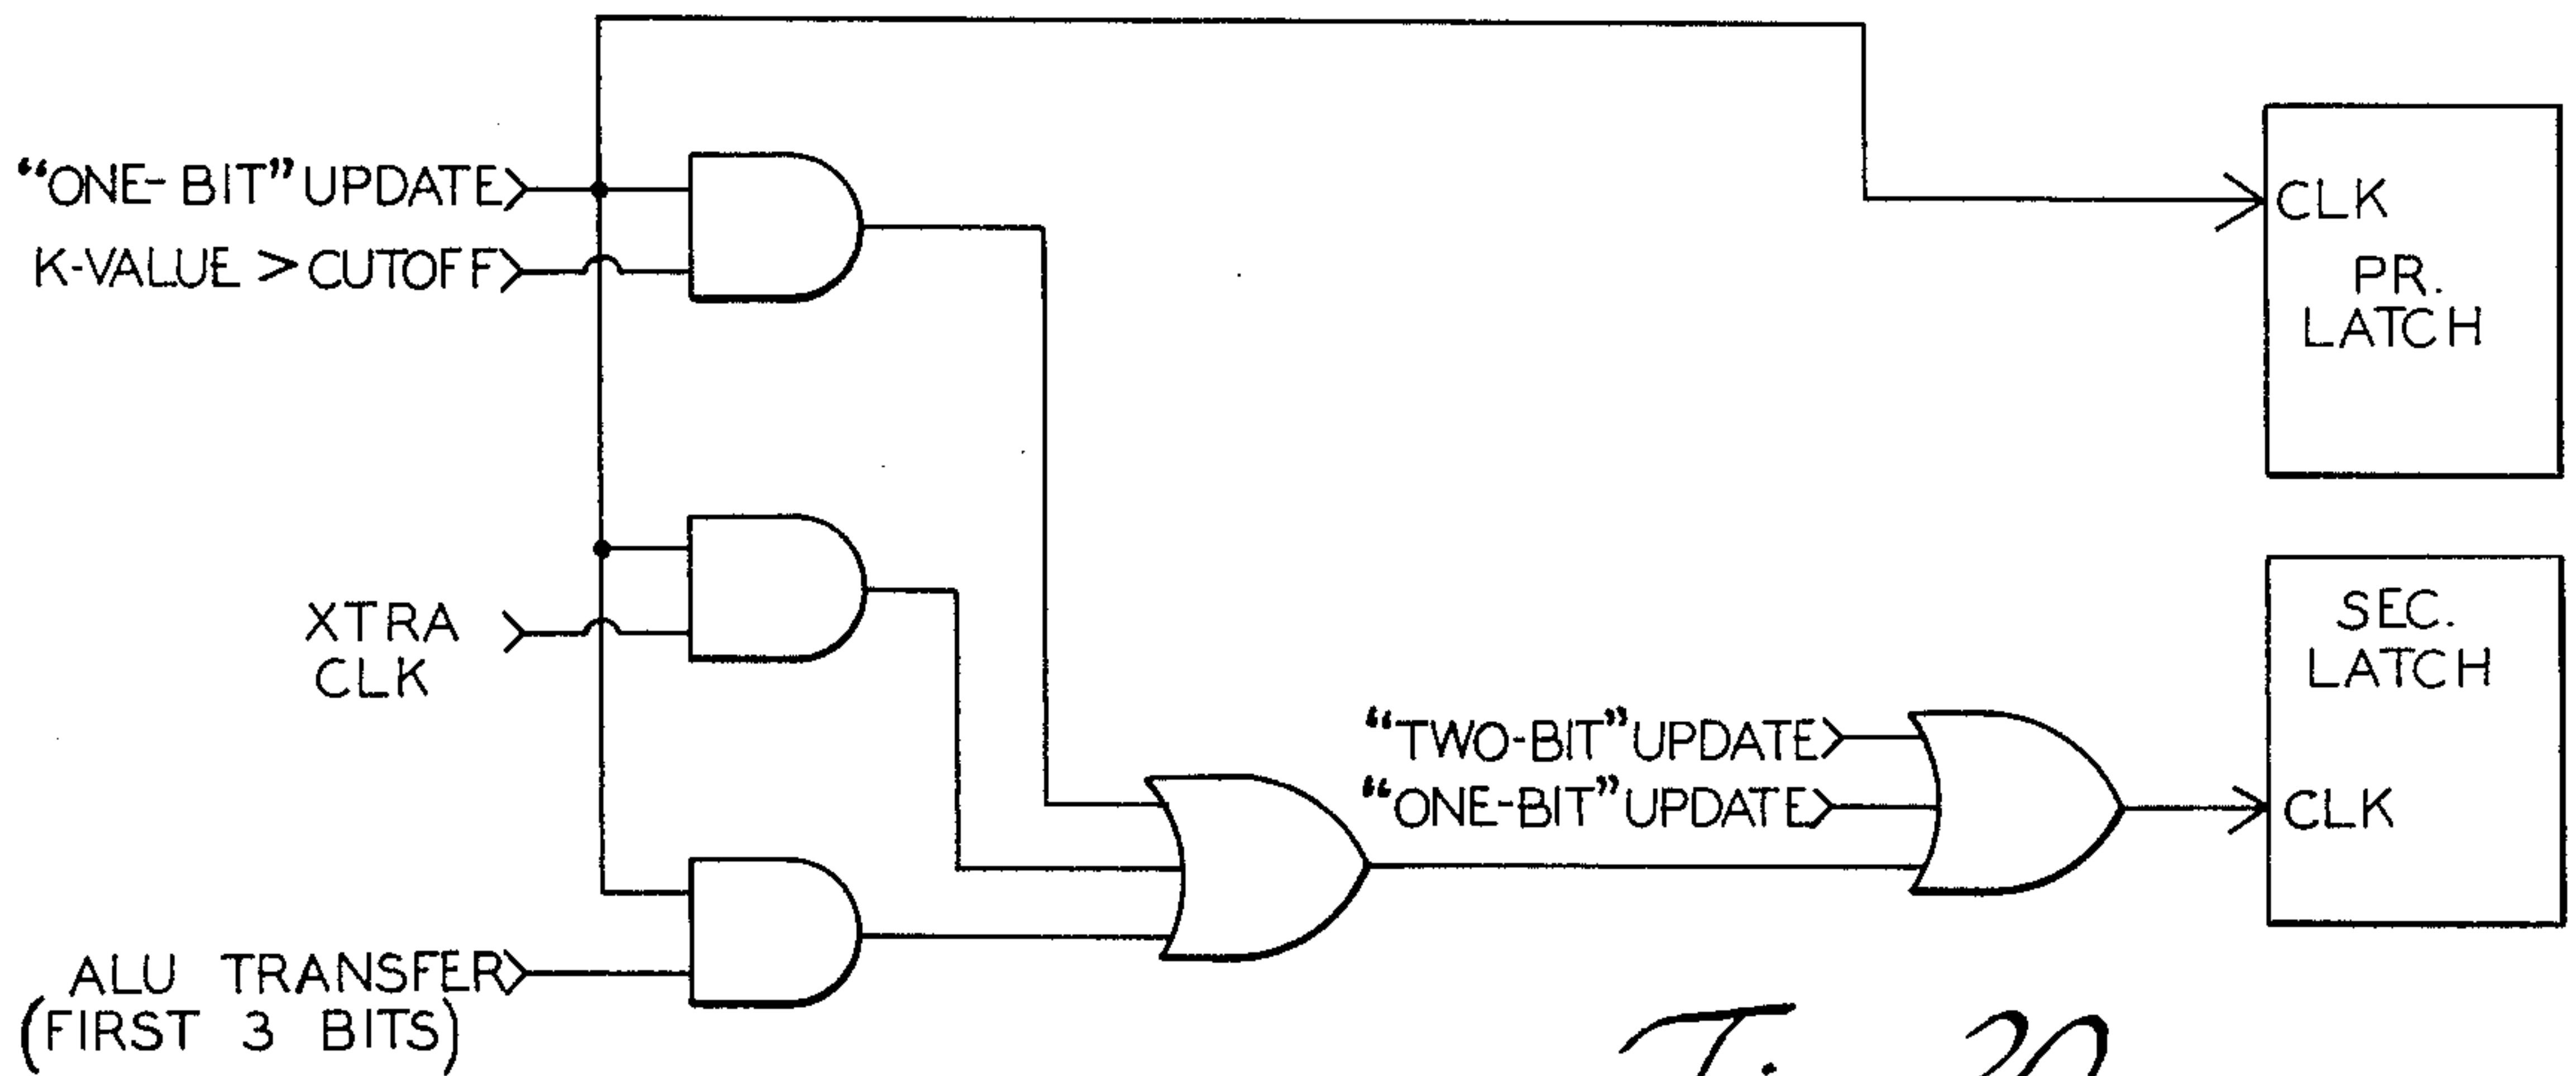 “ONE-BIT” UPDATE
K-VALUE > CUTOFF
CLK
PR.
LATCH
XTRA
CLK
SEC.
LATCH
“TWO-BIT” UPDATE
“ONE-BIT” UPDATE
CLK
ALU TRANSFER
(FIRST 3 BITS)